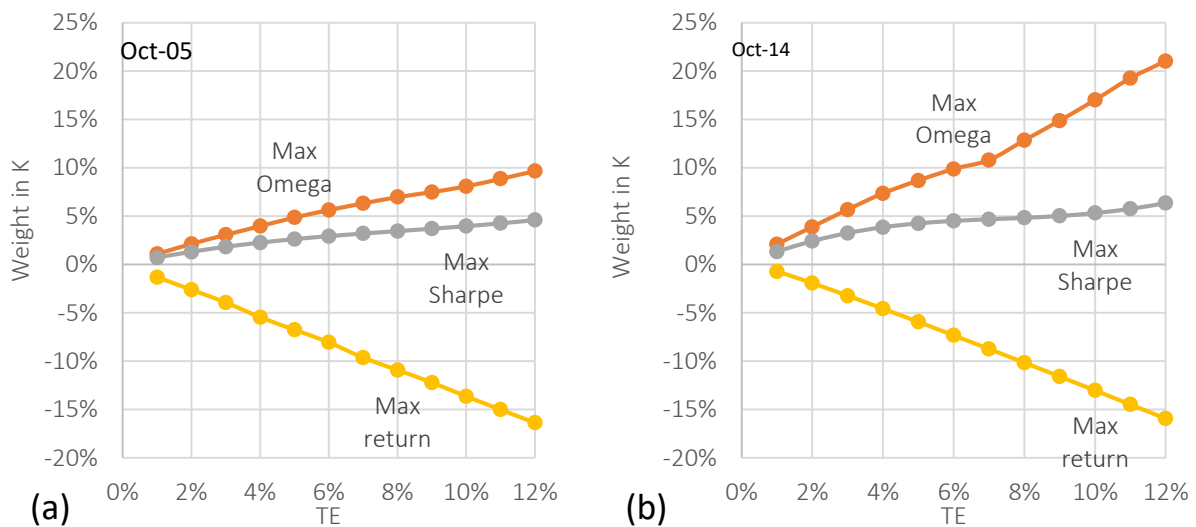 Oct-05
Weight in K
25%
20%
15%
10%
5%
0%
-5%
-10%
-15%
-20%
Max
Omega
Max
Sharpe
Max
return
0%
2%
4%
6%
8%
10%
12%
TE
(a)
Oct-14
Weight in K
25%
20%
15%
10%
5%
0%
-5%
-10%
-15%
-20%
Max
Omega
Max
Sharpe
Max
return
0%
2%
4%
6%
8%
10%
12%
TE
(b)